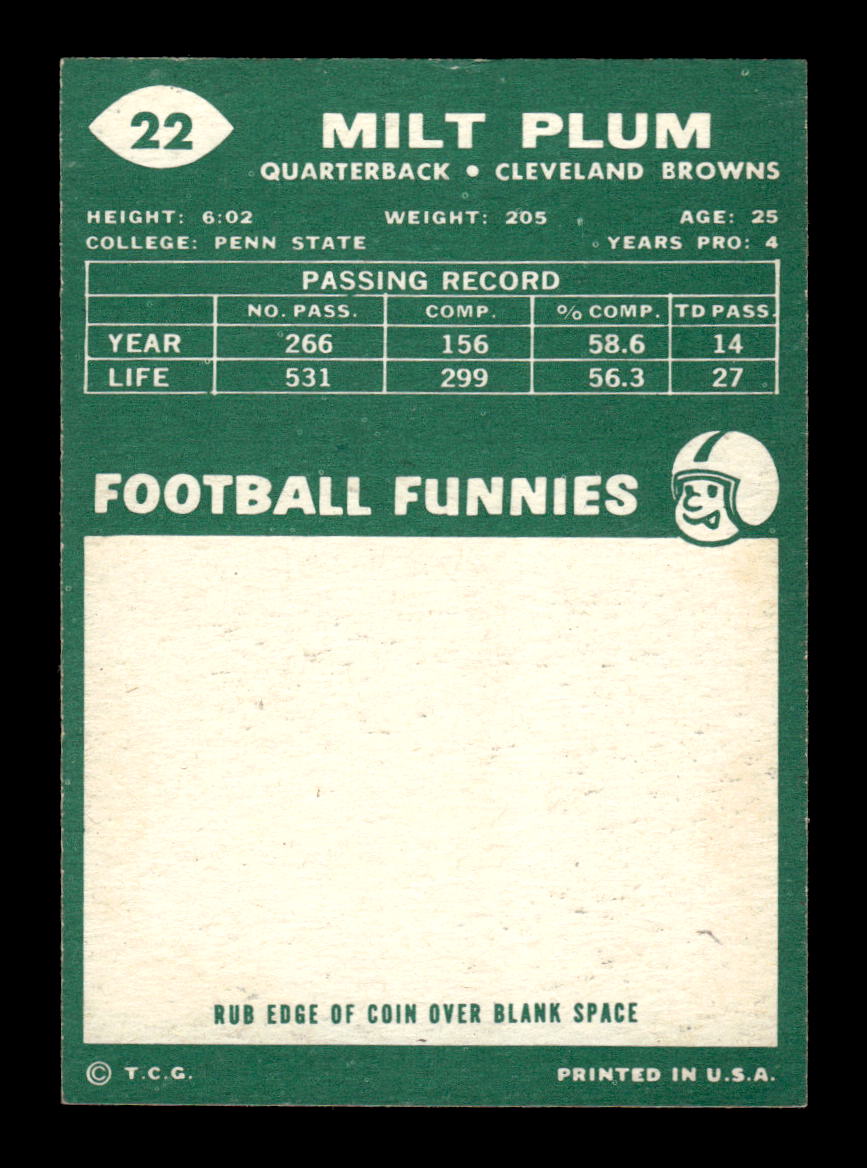 22
MILT PLUM
QUARTERBACK • CLEVELAND BROWNS
HEIGHT: 6:02 WEIGHT: 205 AGE: 25
COLLEGE: PENN STATE YEARS PRO: 4
PASSING RECORD
NO. PASS. COMP. % COMP. TD PASS.
YEAR 266 156 58.6 14
LIFE 531 299 56.3 27
FOOTBALL FUNNIES
RUB EDGE OF COIN OVER BLANK SPACE
© T.C.G. PRINTED IN U.S.A.